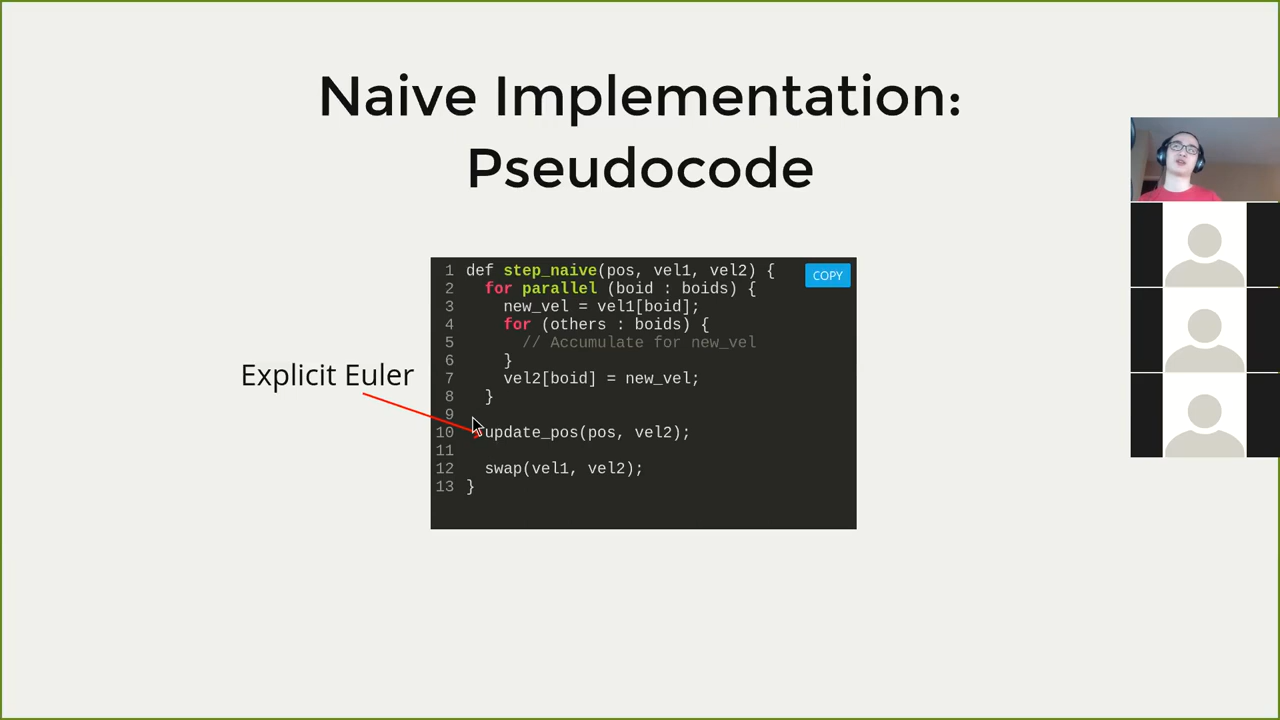 Naive Implementation:
Pseudocode
COPY
1 def step_naive(pos, vel1, vel2) {
2   for parallel (boid : boids) {
3     new_vel = vel1[boid];
4     for (others : boids) {
5       // Accumulate for new_vel
6     }
7     vel2[boid] = new_vel;
8   }
9
10   update_pos(pos, vel2);
11
12   swap(vel1, vel2);
13 }
Explicit Euler